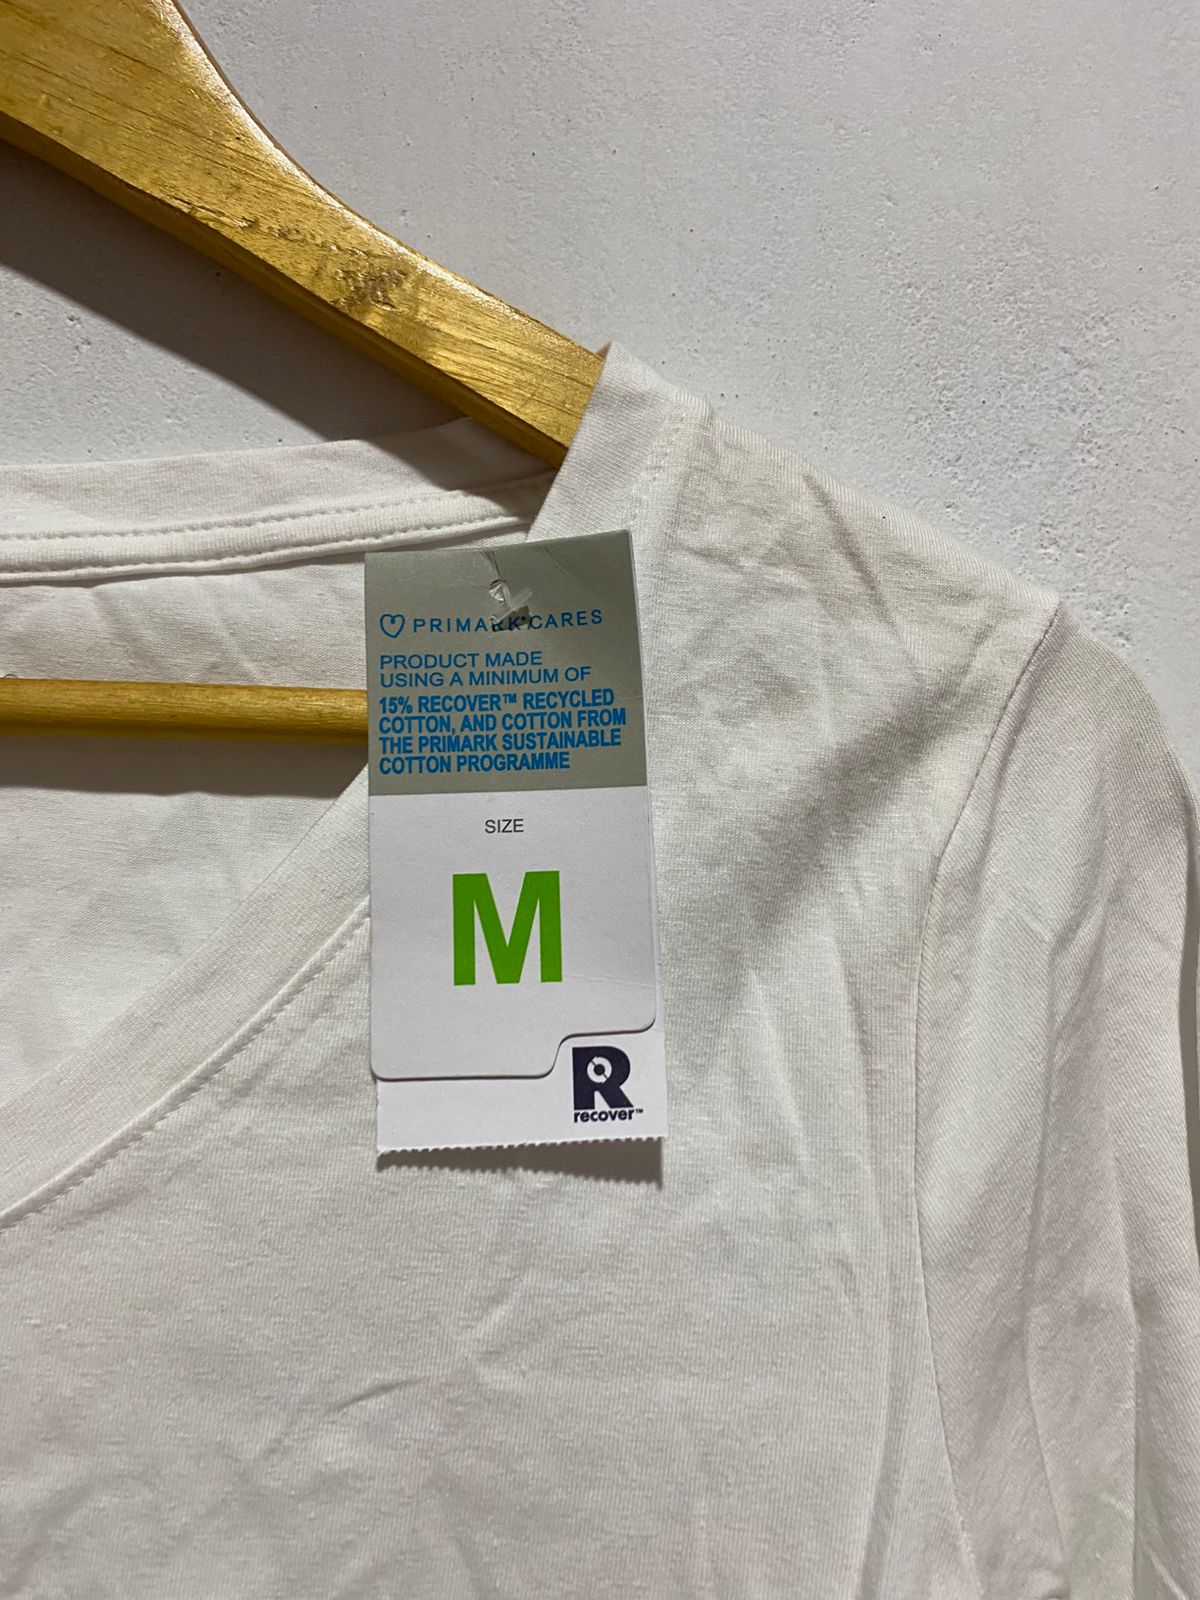 PRIMARK® CARES
PRODUCT MADE
USING A MINIMUM OF
15% RECOVER™ RECYCLED
COTTON, AND COTTON FROM
THE PRIMARK SUSTAINABLE
COTTON PROGRAMME
SIZE
M
R
recover™